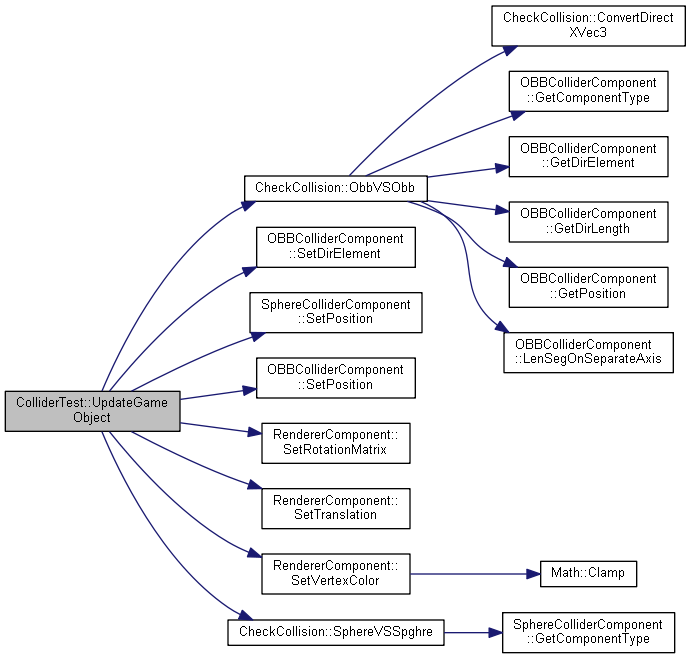 CheckCollision::ConvertDirect
XVec3
OBBColliderComponent
::GetComponentType
OBBColliderComponent
::GetDirElement
CheckCollision::ObbVSObb
OBBColliderComponent
::GetDirLength
OBBColliderComponent
::SetDirElement
OBBColliderComponent
::GetPosition
SphereColliderComponent
::SetPosition
OBBColliderComponent
::LenSegOnSeparateAxis
OBBColliderComponent
::SetPosition
ColliderTest::UpdateGame
Object
RendererComponent::
SetRotationMatrix
RendererComponent::
SetTranslation
RendererComponent::
SetVertexColor
Math::Clamp
CheckCollision::SphereVSSpghre
SphereColliderComponent
::GetComponentType